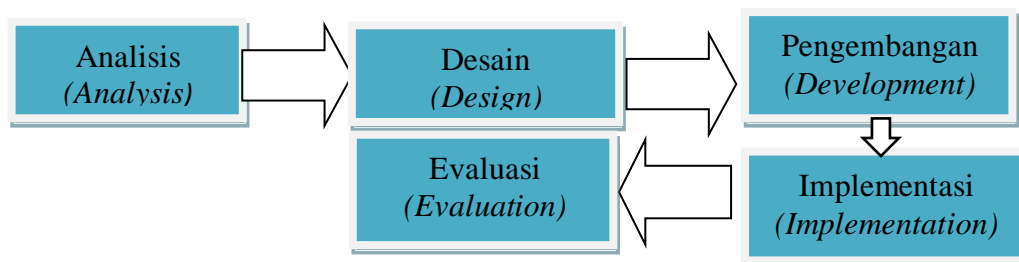 Analisis
(Analysis)
Desain
(Design)
Pengembangan
(Development)
Implementasi
(Implementation)
Evaluasi
(Evaluation)